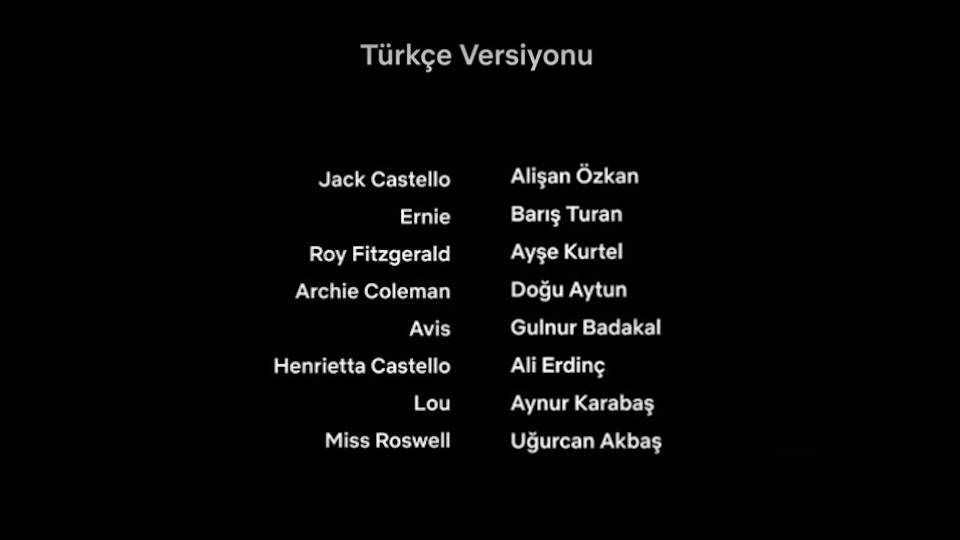 Türkçe Versiyonu
Jack Castello Alişan Özkan
Ernie Barış Turan
Roy Fitzgerald Ayşe Kurtel
Archie Coleman Doğu Aytun
Avis Gulnur Badakal
Henrietta Castello Ali Erdinç
Lou Aynur Karabaş
Miss Roswell Uğurcan Akbaş